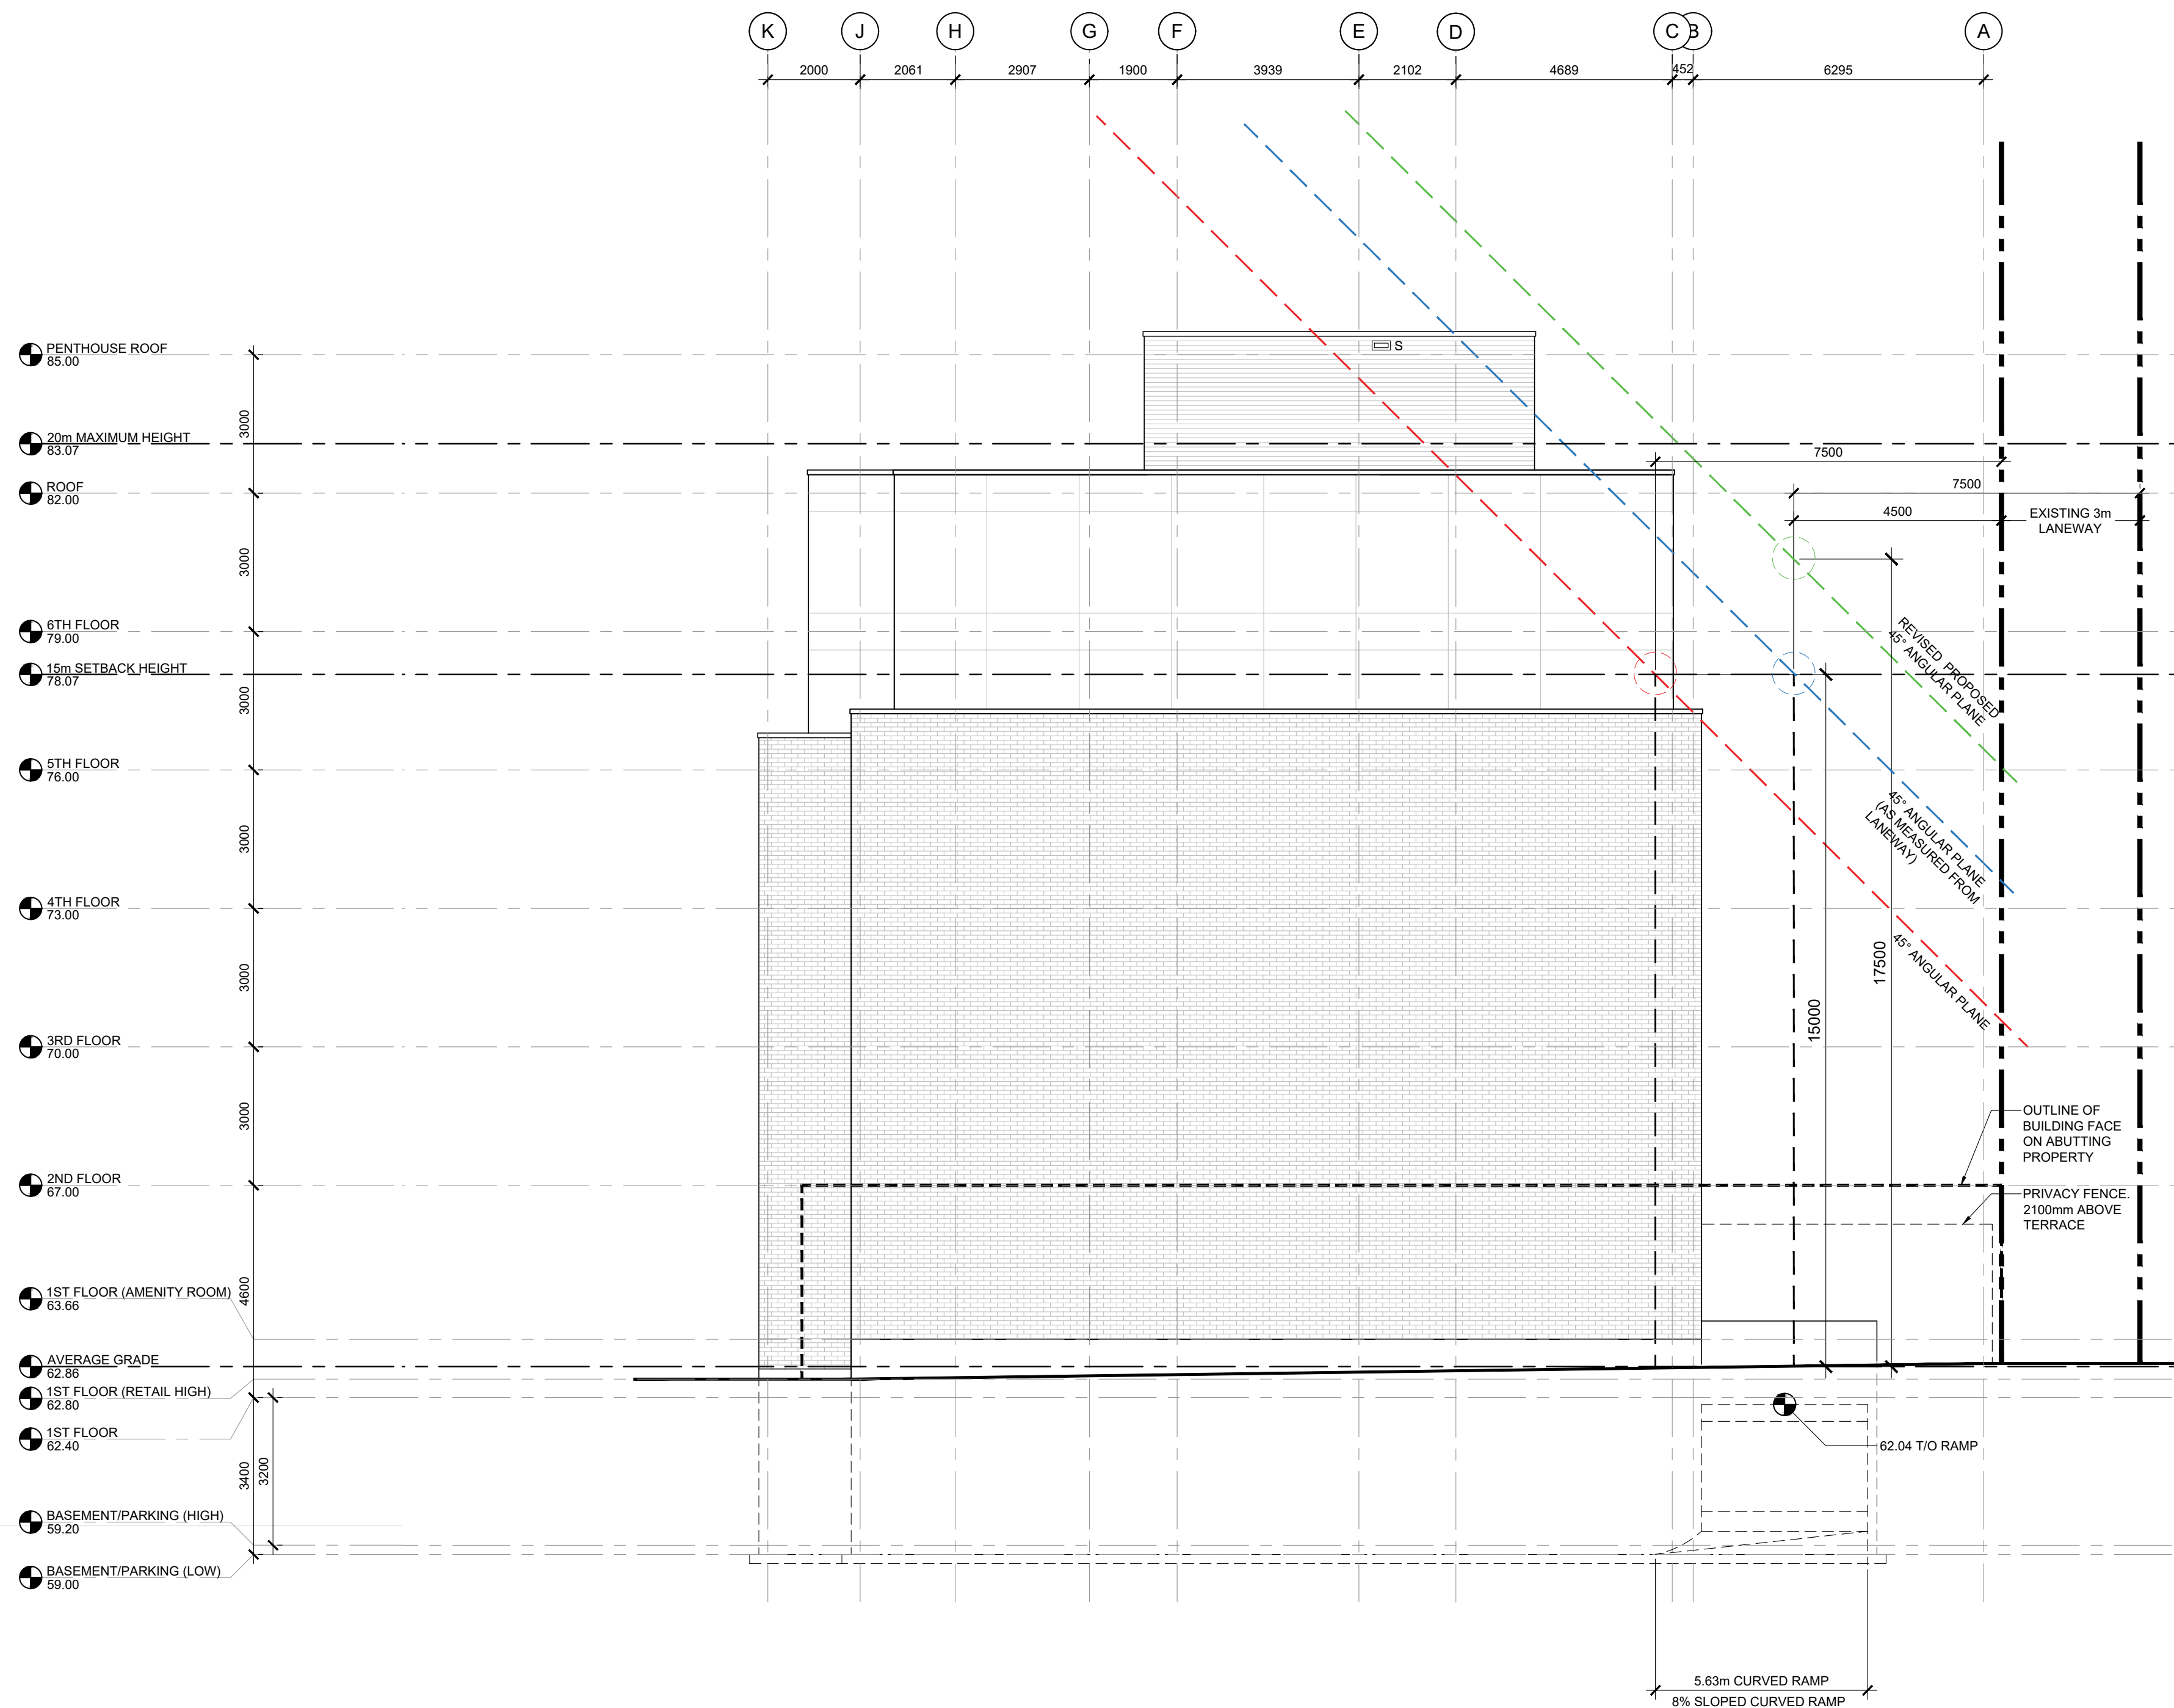 K
J
H
G
F
E
D
C
B
A
2000
2061
2907
1900
3939
2102
4689
452
6295
PENTHOUSE ROOF
85.00
S
3000
20m MAXIMUM HEIGHT
83.07
7500
ROOF
82.00
7500
4500
EXISTING 3m
LANEWAY
3000
6TH FLOOR
79.00
15m SETBACK HEIGHT
78.07
3000
REVISED PROPOSED
45° ANGULAR PLANE
5TH FLOOR
76.00
3000
45° ANGULAR PLANE
(AS MEASURED FROM
LANEWAY)
4TH FLOOR
73.00
3000
45° ANGULAR PLANE
17500
15000
3RD FLOOR
70.00
3000
OUTLINE OF
BUILDING FACE
ON ABUTTING
PROPERTY
2ND FLOOR
67.00
PRIVACY FENCE.
2100mm ABOVE
TERRACE
4600
1ST FLOOR (AMENITY ROOM)
63.66
AVERAGE GRADE
62.86
1ST FLOOR (RETAIL HIGH)
62.80
1ST FLOOR
62.40
62.04 T/O RAMP
3400
3200
BASEMENT/PARKING (HIGH)
59.20
BASEMENT/PARKING (LOW)
59.00
5.63m CURVED RAMP
8% SLOPED CURVED RAMP